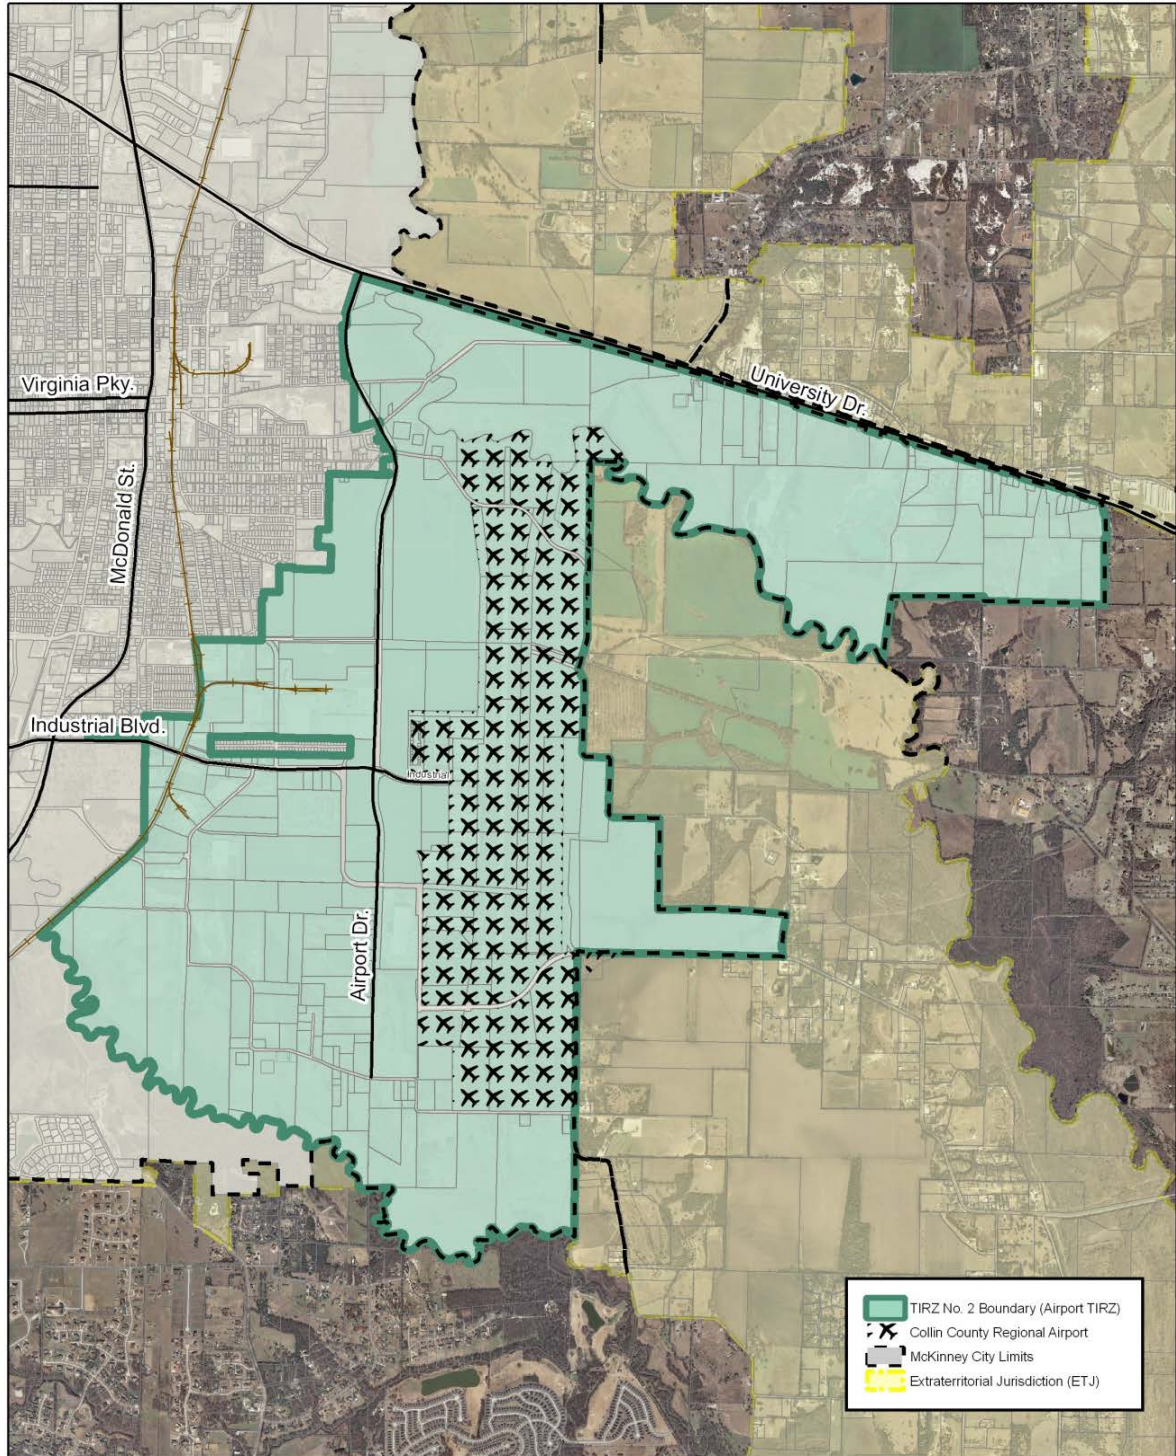 University Dr.
Virginia Pky.
McDonald St.
Industrial Blvd.
Industrial
Airport Dr.
TIRZ No. 2 Boundary (Airport TIRZ)
Collin County Regional Airport
McKinney City Limits
Extraterritorial Jurisdiction (ETJ)